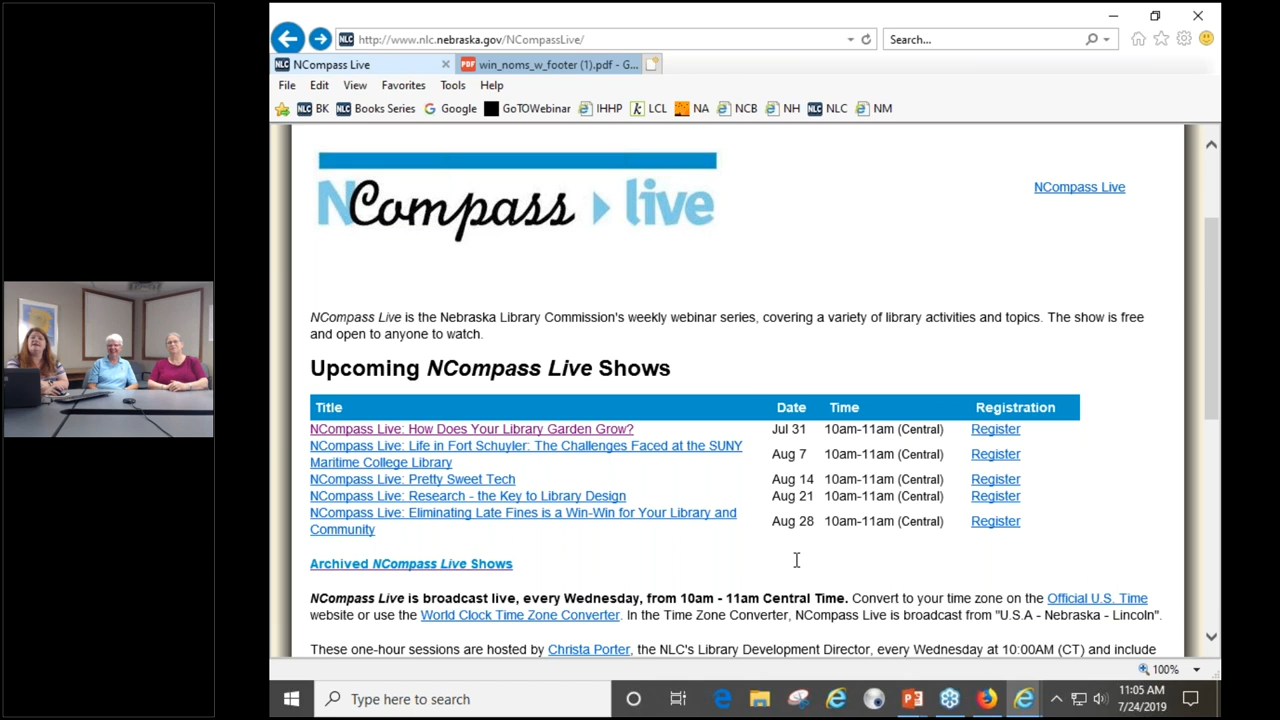 http://www.nlc.nebraska.gov/NCompassLive/
Search...
NLC NCompass Live
PDF win_noms_w_footer (1).pdf - G...
File Edit View Favorites Tools Help
NLC BK NLC Books Series Google GoTOWebinar IHHP LCL NA NCB NH NLC NLC NM
NCompass live
NCompass Live
NCompass Live is the Nebraska Library Commission's weekly webinar series, covering a variety of library activities and topics. The show is free
and open to anyone to watch.
Upcoming NCompass Live Shows
Title Date Time Registration
NCompass Live: How Does Your Library Garden Grow? Jul 31 10am-11am (Central) Register
NCompass Live: Life in Fort Schuyler: The Challenges Faced at the SUNY
Maritime College Library Aug 7 10am-11am (Central) Register
NCompass Live: Pretty Sweet Tech Aug 14 10am-11am (Central) Register
NCompass Live: Research - the Key to Library Design Aug 21 10am-11am (Central) Register
NCompass Live: Eliminating Late Fines is a Win-Win for Your Library and
Community Aug 28 10am-11am (Central) Register
Archived NCompass Live Shows
NCompass Live is broadcast live, every Wednesday, from 10am - 11am Central Time. Convert to your time zone on the Official U.S. Time
website or use the World Clock Time Zone Converter. In the Time Zone Converter, NCompass Live is broadcast from "U.S.A - Nebraska - Lincoln".
These one-hour sessions are hosted by Christa Porter, the NLC's Library Development Director, every Wednesday at 10:00AM (CT) and include
100%
Type here to search
11:05 AM
7/24/2019